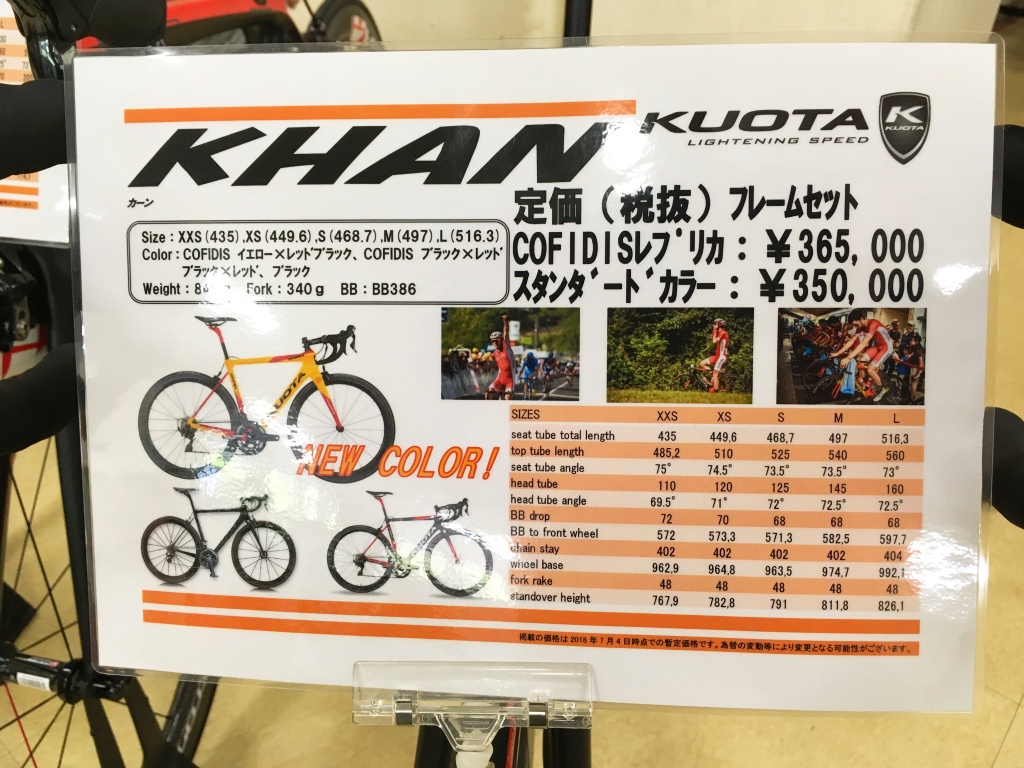 KHAN
KUOTA
LIGHTENING SPEED
K
KUOTA
カーン
定価（税抜）フレームセット
COFIDISレプリカ：￥365,000
スタンダードカラー：￥350,000
Size：XXS(435),XS(449.6),S(468.7),M(497),L(516.3)
Color：COFIDIS イエロー×レッドブラック、COFIDIS ブラック×レッド
ブラック×レッド、ブラック
Weight： Fork：340g BB：BB386
KUOTA
NEW COLOR!
KUOTA
SIZES XXS XS S M L
seat tube total length 435 449,6 468,7 497 516,3
top tube length 485,2 510 525 540 560
seat tube angle 75° 74.5° 73.5° 73.5° 73°
head tube 110 120 125 145 160
head tube angle 69.5° 71° 72° 72.5° 72.5°
BB drop 72 70 68 68 68
BB to front wheel 572 573,3 571,3 582,5 597,7
chain stay 402 402 402 402 404
wheel base 962,9 964,8 963,5 974,7 992,1
fork rake 48 48 48 48 48
standover height 767,9 782,8 791 811,8 826,1
掲載の価格は2018年7月4日時点での暫定価格です。為替の変動等により変更となる可能性がございます。